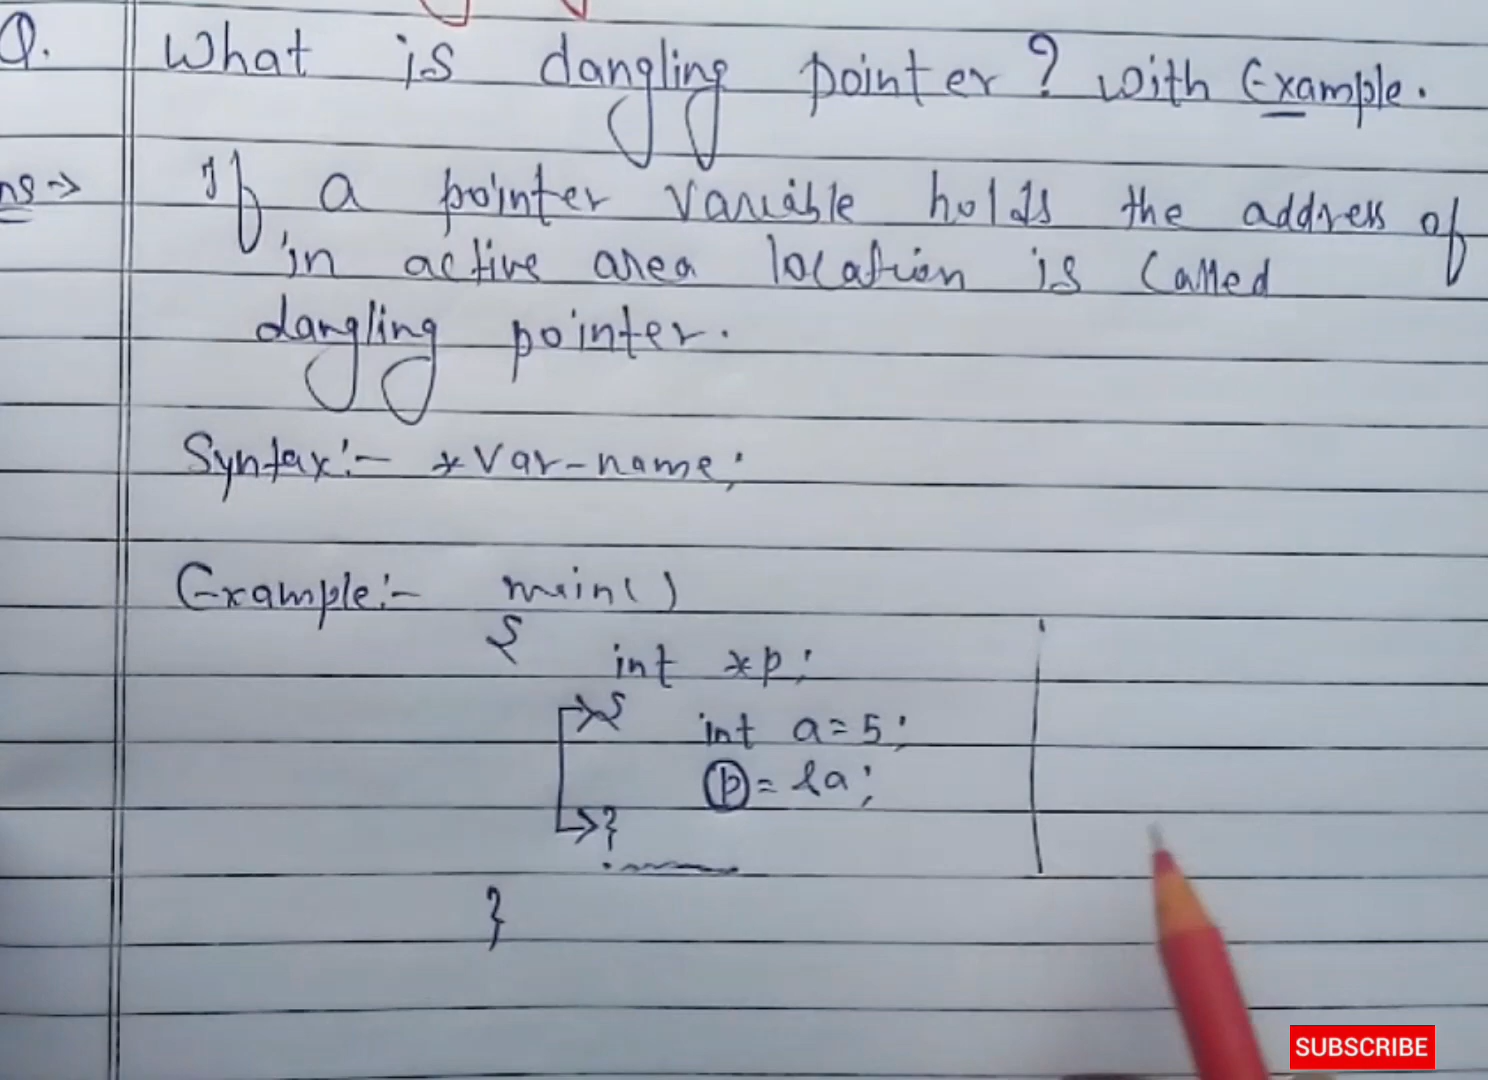 Q. What is dangling pointer? with Example.
ns → If a pointer variable holds the address of
in active area location is called
dangling pointer.
Syntax:- *var-name;
Example:- main()
{
int *p;
{ int a=5;
p = &a;
}
}
SUBSCRIBE